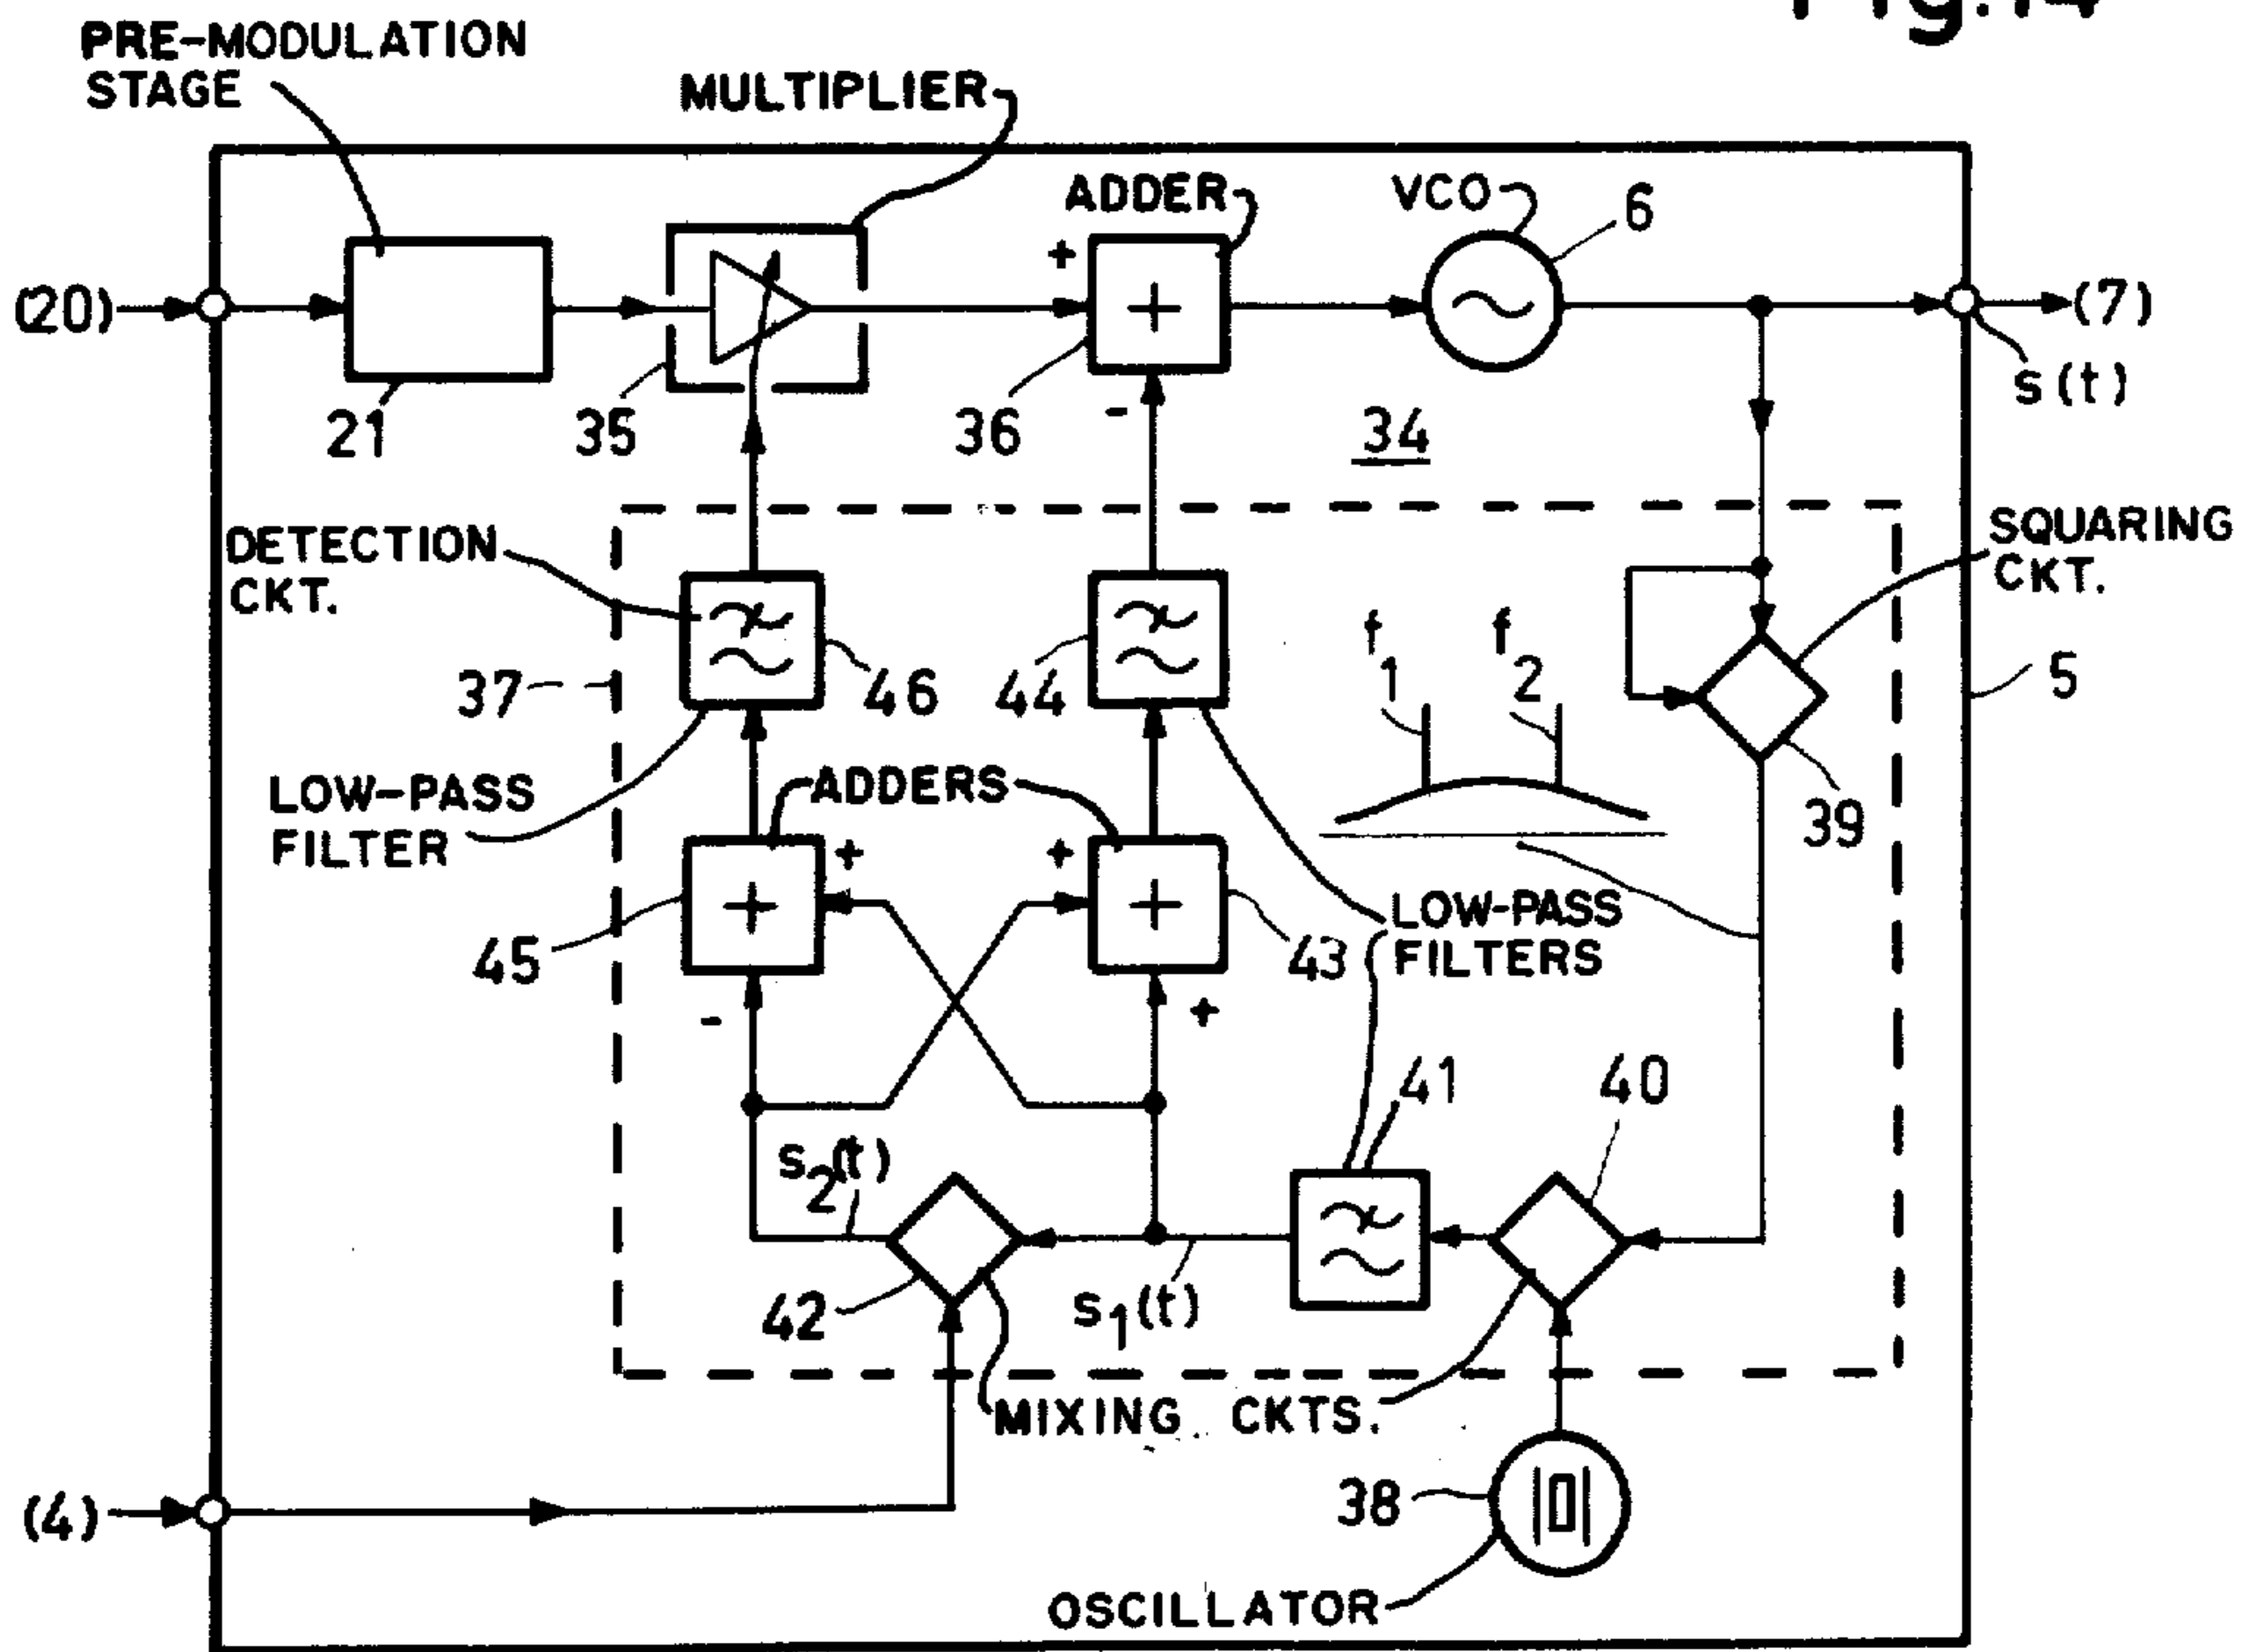 Fig.14
PRE-MODULATION
STAGE
MULTIPLIER
ADDER
VCO
6
(20)
+
+
(7)
s(t)
21
35
36
-
34
DETECTION
CKT.
SQUARING
CKT.
f1
f2
37
46
44
5
LOW-PASS
FILTER
ADDERS
39
+
+
+
+
45
43
LOW-PASS
FILTERS
-
+
41
40
s2(t)
42
s1(t)
MIXING CKTS.
(4)
38
OSCILLATOR